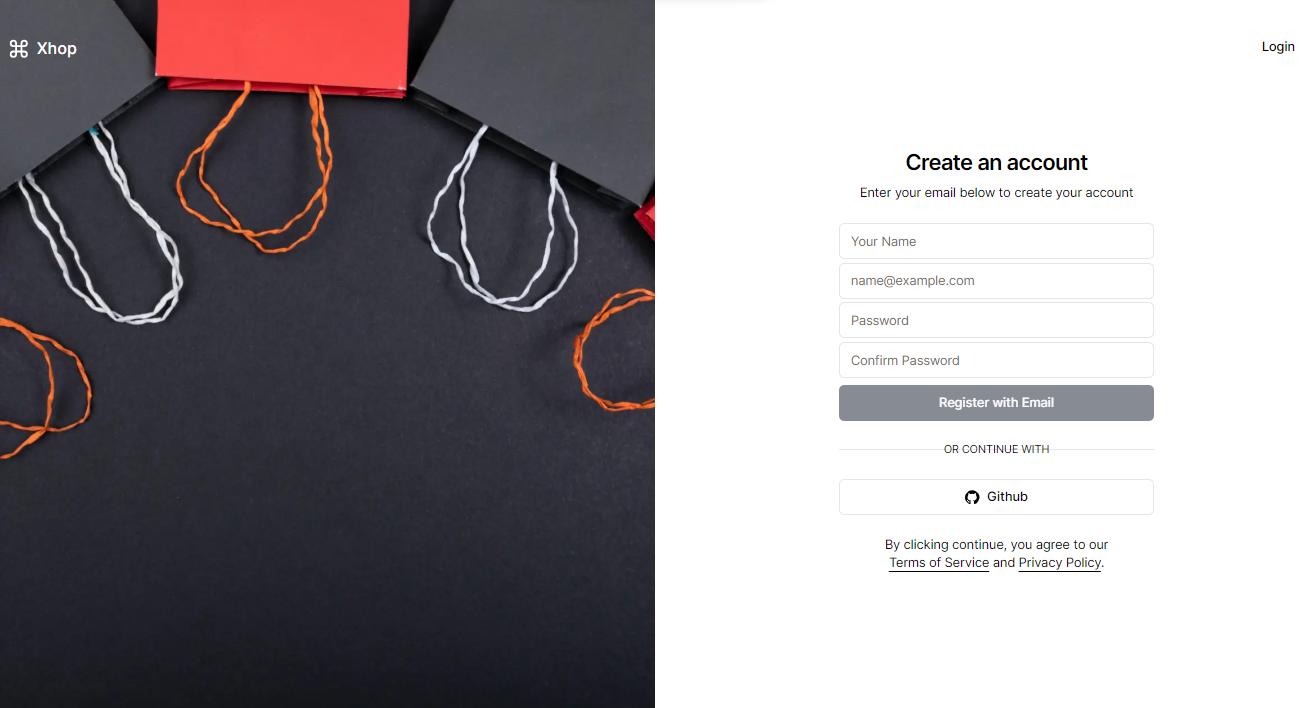 Xhop
Login
Create an account
Enter your email below to create your account
Your Name
name@example.com
Password
Confirm Password
Register with Email
OR CONTINUE WITH
Github
By clicking continue, you agree to our
Terms of Service and Privacy Policy.